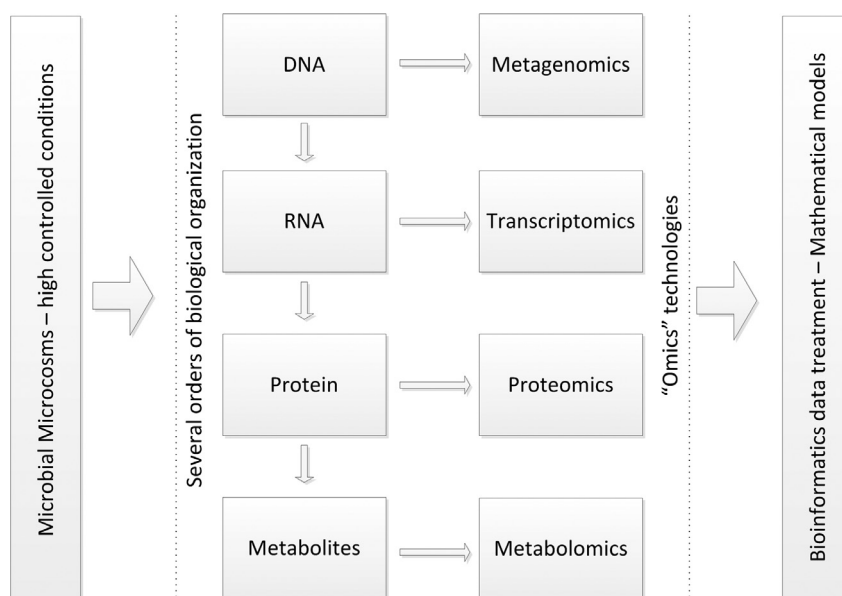 Microbial Microcosms – high controlled conditions
Several orders of biological organization
DNA
Metagenomics
RNA
Transcriptomics
Protein
Proteomics
Metabolites
Metabolomics
“Omics” technologies
Bioinformatics data treatment – Mathematical models